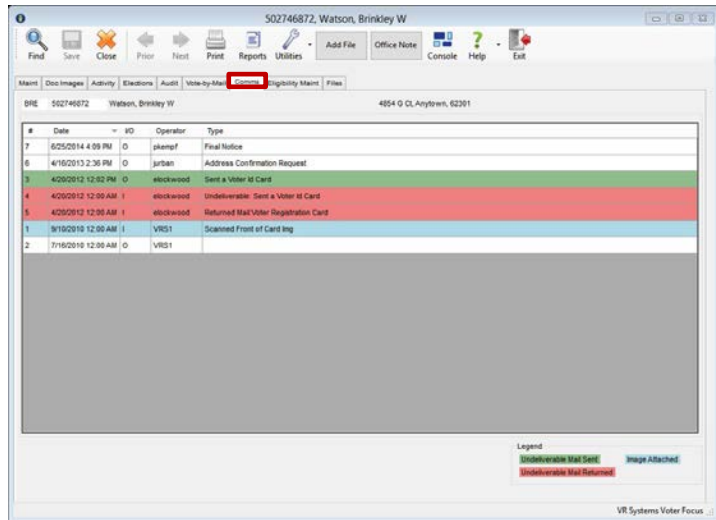 502746872, Watson, Brinkley W
Find Save Close Prior Next Print Reports Utilities Add File Office Note Console Help Exit
Maint Doc Images Activity Elections Audit Vote-by-Mail Comms Eligibility Maint Files
BRE 502746872 Watson, Brinkley W 4854 G Ct, Anytown, 62301
# Date I/O Operator Type
7 6/25/2014 4:09 PM O pkempf Final Notice
6 4/16/2013 2:36 PM O jurban Address Confirmation Request
3 4/20/2012 12:02 PM O elockwood Sent a Voter Id Card
4 4/20/2012 12:00 AM I elockwood Undeliverable: Sent a Voter Id Card
5 4/20/2012 12:00 AM I elockwood Returned Mail:Voter Registration Card
1 9/10/2010 12:00 AM I VRS1 Scanned Front of Card Img
2 7/16/2010 12:00 AM O VRS1
Legend
Undeliverable Mail Sent Image Attached
Undeliverable Mail Returned
VR Systems Voter Focus